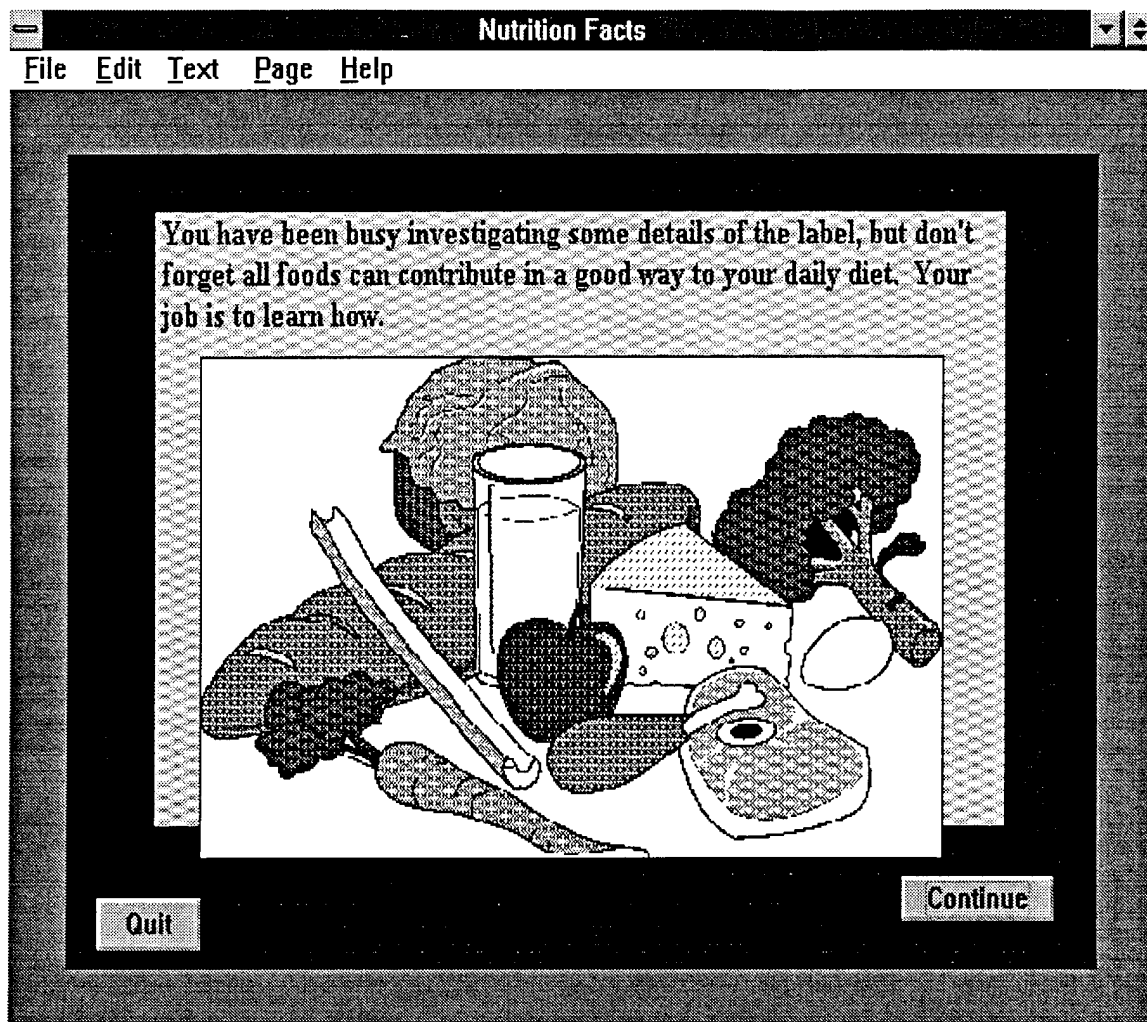 Nutrition Facts
File Edit Text Page Help
You have been busy investigating some details of the label, but don't
forget all foods can contribute in a good way to your daily diet. Your
job is to learn how.
Continue
Quit